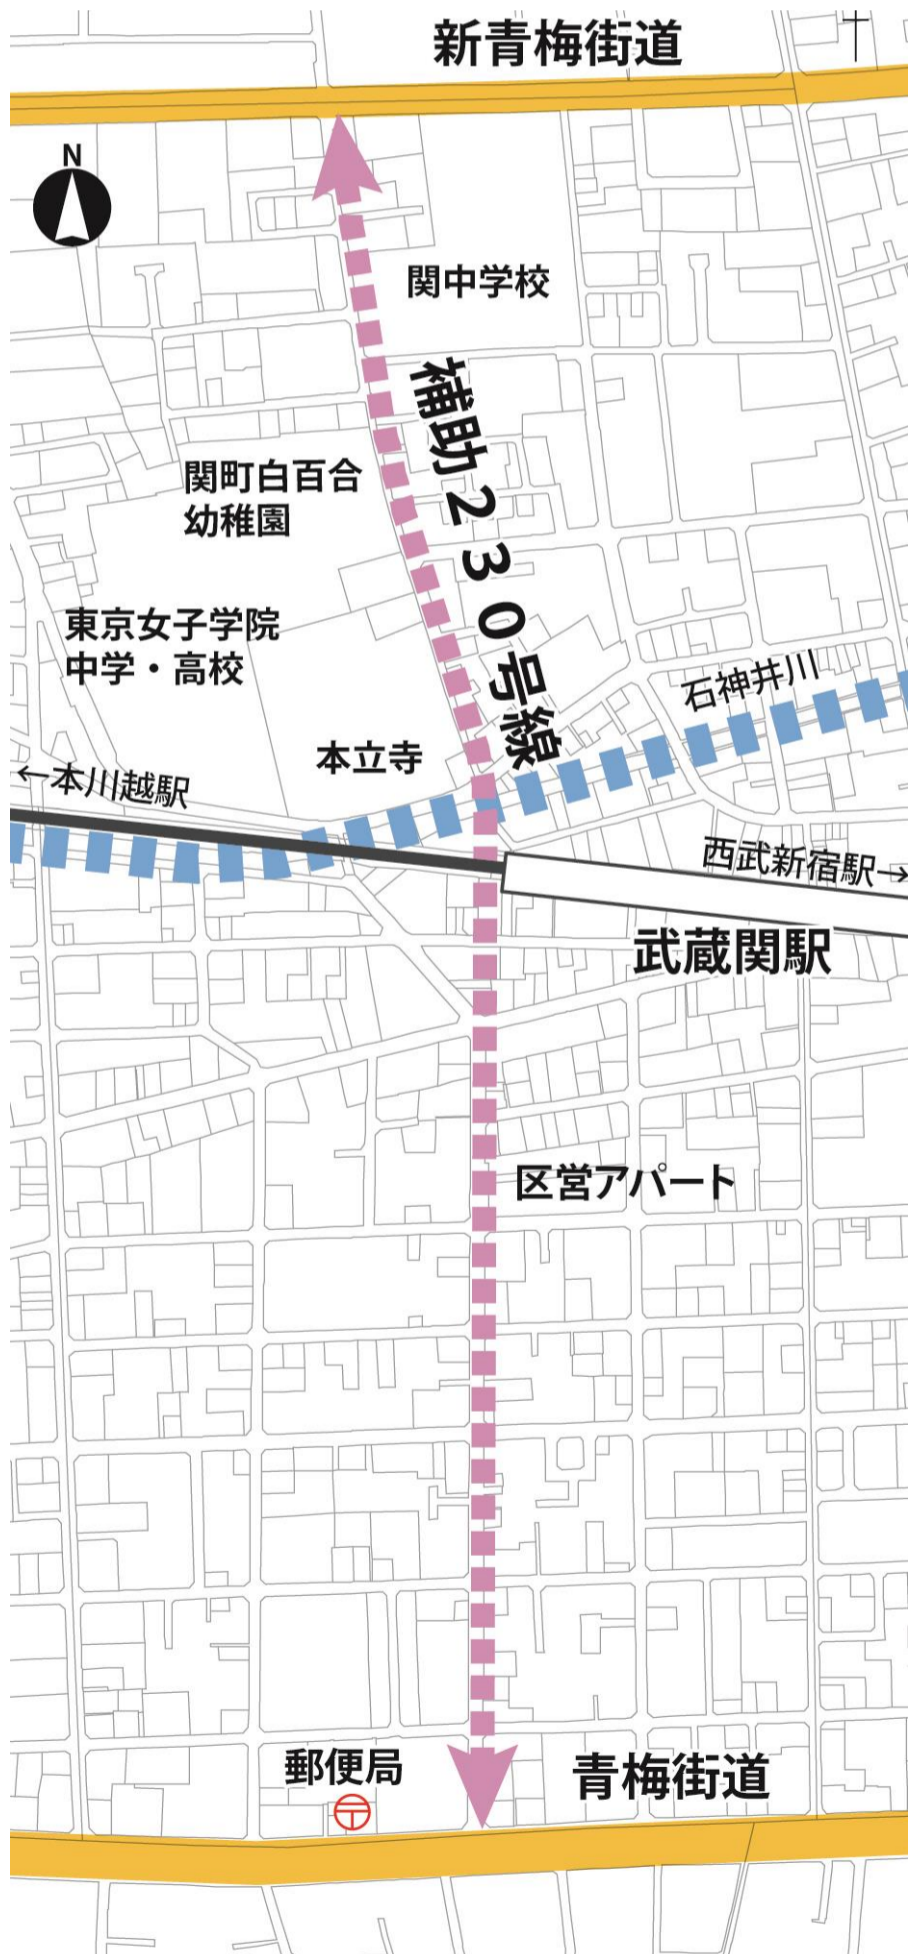 新青梅街道
N
関中学校
補助230号線
関町白百合
幼稚園
東京女子学院
中学・高校
石神井川
本立寺
←本川越駅
西武新宿駅→
武蔵関駅
区営アパート
郵便局
青梅街道